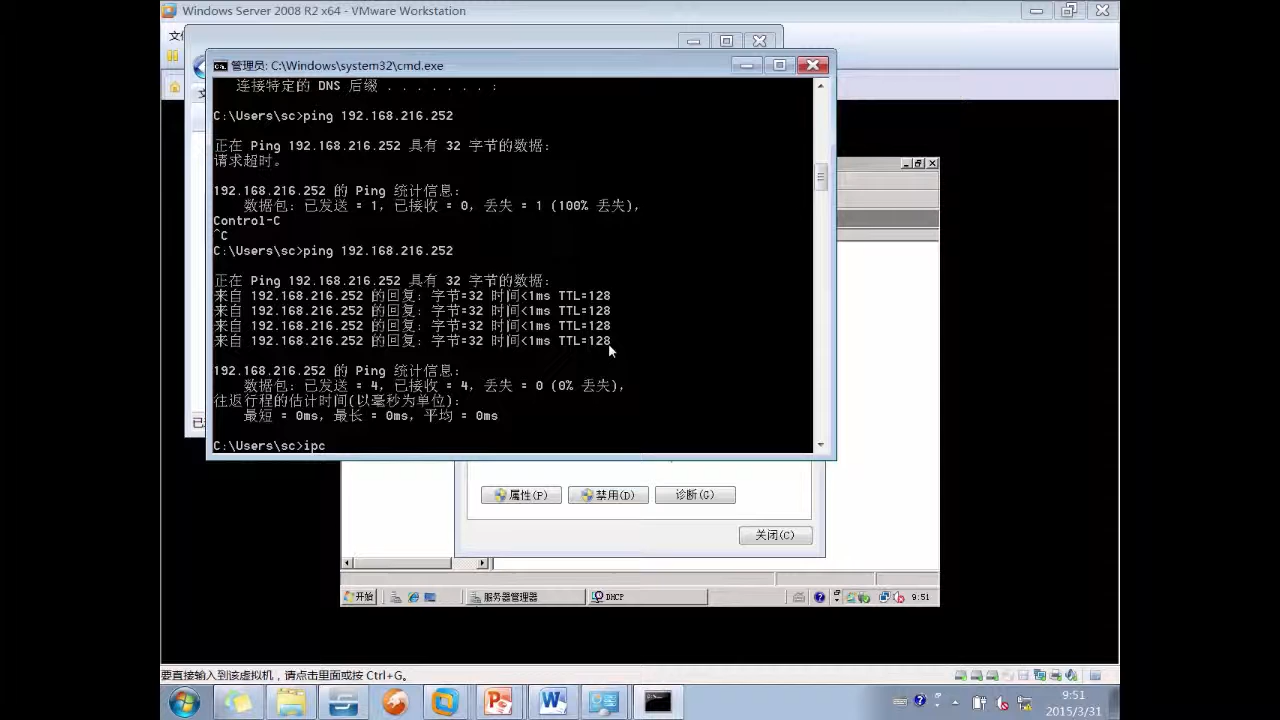 Windows Server 2008 R2 x64 - VMware Workstation
管理员: C:\Windows\system32\cmd.exe
连接特定的 DNS 后缀 . . . . . . . :
C:\Users\sc>ping 192.168.216.252
正在 Ping 192.168.216.252 具有 32 字节的数据:
请求超时。
192.168.216.252 的 Ping 统计信息:
数据包: 已发送 = 1，已接收 = 0，丢失 = 1 (100% 丢失)，
Control-C
^C
C:\Users\sc>ping 192.168.216.252
正在 Ping 192.168.216.252 具有 32 字节的数据:
来自 192.168.216.252 的回复: 字节=32 时间<1ms TTL=128
来自 192.168.216.252 的回复: 字节=32 时间<1ms TTL=128
来自 192.168.216.252 的回复: 字节=32 时间<1ms TTL=128
来自 192.168.216.252 的回复: 字节=32 时间<1ms TTL=128
192.168.216.252 的 Ping 统计信息:
数据包: 已发送 = 4，已接收 = 4，丢失 = 0 (0% 丢失)，
往返行程的估计时间(以毫秒为单位):
最短 = 0ms，最长 = 0ms，平均 = 0ms
C:\Users\sc>ipc
属性(P) 禁用(D) 诊断(G)
关闭(C)
开始 服务器管理器 DHCP 9:51
要直接输入到该虚拟机，请点击里面或按 Ctrl+G。
9:51
2015/3/31